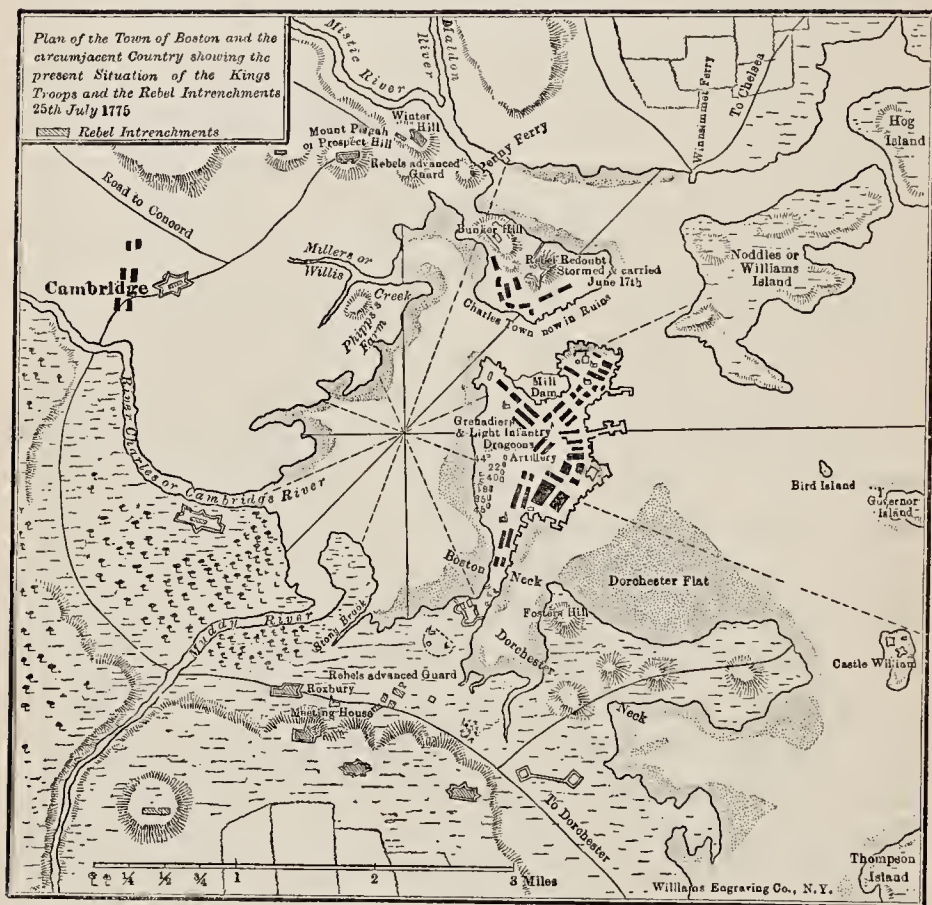 Plan of the Town of Boston and the
circumjacent Country showing the
present Situation of the Kings
Troops and the Rebel Intrenchments
25th July 1775
Rebel Intrenchments
Mistic River
Maldon
River
Winnisimmet Ferry
To Chelsea
Hog
Island
Winter
Hill
Mount Pisgah
or Prospect Hill
Rebels advanced
Guard
Penny Ferry
Road to Concord
Bunker Hill
Rebel Redoubt
Stormed & carried
June 17th
Charles Town now in Ruins
Noddles or
Williams
Island
Millers or
Willis
Creek
Phipps's
Farm
Cambridge
Mill
Dam
Grenadiers
& Light Infantry
Dragoons
Artillery
River Charles or Cambridge River
Bird Island
Governor
Island
Boston Neck
Dorchester Flat
Fosters Hill
Muddy River
Stony Brook
Dorchester
Neck
Castle William
Rebels advanced Guard
Roxbury
Meeting House
To Dorchester
Thompson
Island
¼ ½ ¾ 1 2 3 Miles
Williams Engraving Co., N.Y.